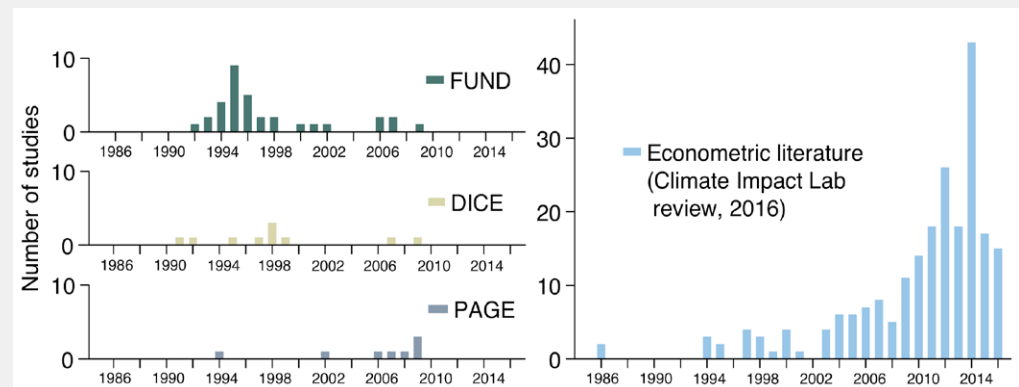 Number of studies
10
0
FUND
1986 1990 1994 1998 2002 2006 2010 2014
10
0
DICE
1986 1990 1994 1998 2002 2006 2010 2014
10
0
PAGE
1986 1990 1994 1998 2002 2006 2010 2014
40
30
20
10
0
Econometric literature
(Climate Impact Lab
review, 2016)
1986 1990 1994 1998 2002 2006 2010 2014